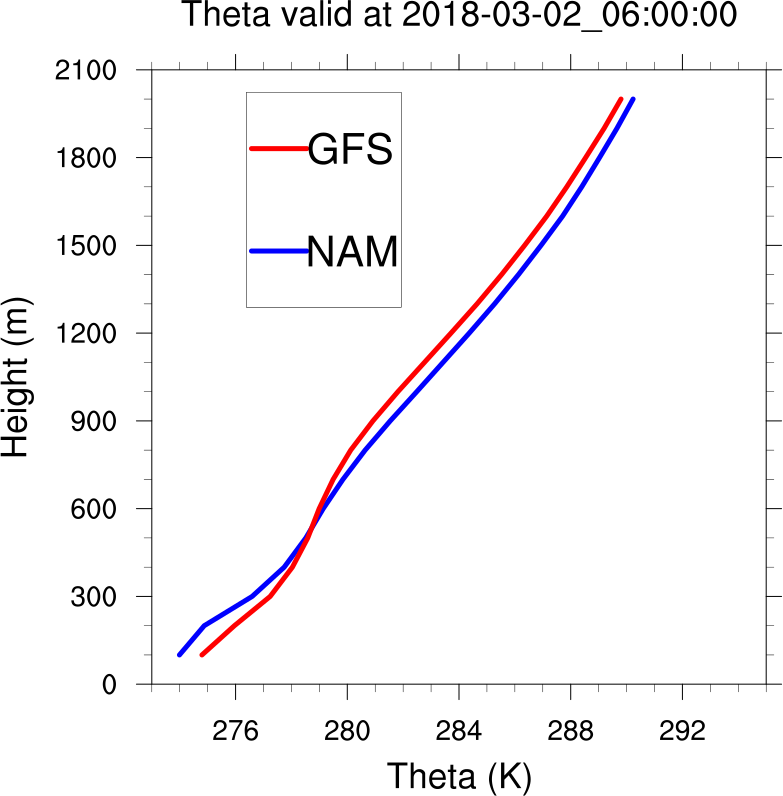 Theta valid at 2018-03-02_06:00:00
2100
1800
1500
1200
900
600
300
0
Height (m)
GFS
NAM
276 280 284 288 292
Theta (K)